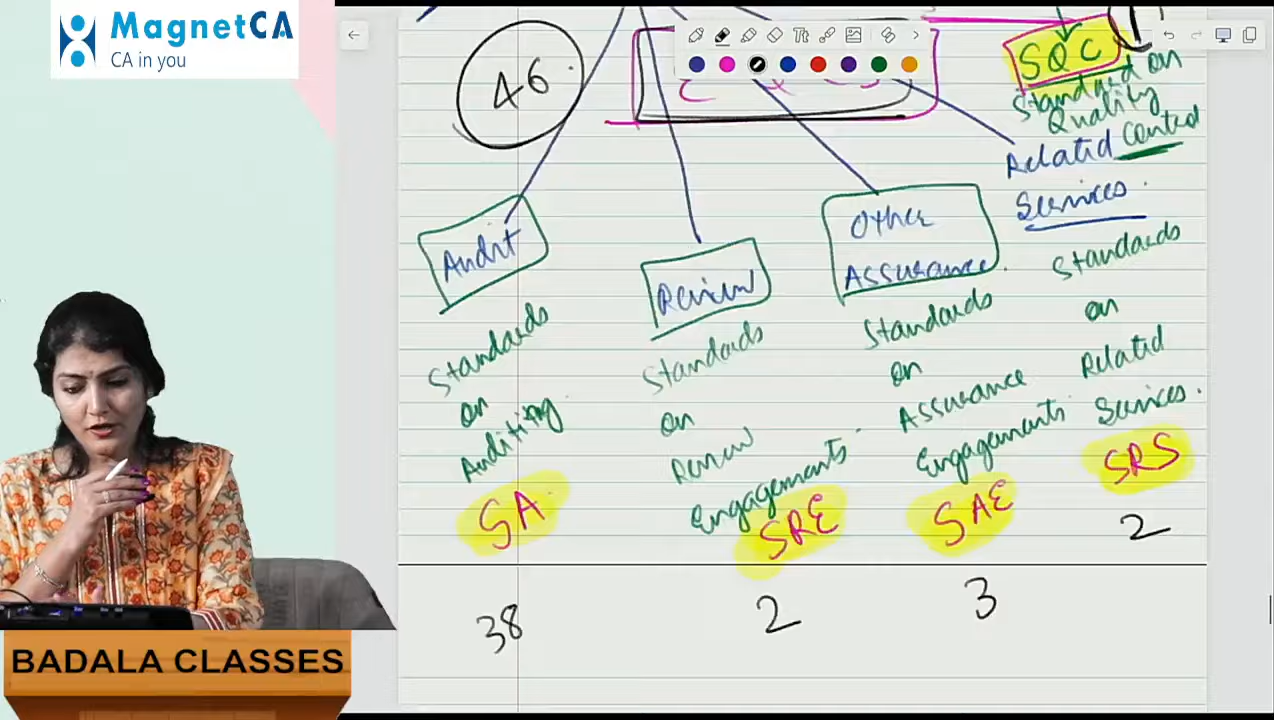 MagnetCA
CA in you
46
SQC
Standard on
Quality
Control
Related
Services.
Audit
Standards
on
Auditing.
SA
38
Review
Standards
on
Review
Engagements
SRE
2
Other
Assurance.
Standards
on
Assurance
Engagements
SAE
3
Standards
on
Related
Services.
SRS
2
BADALA CLASSES